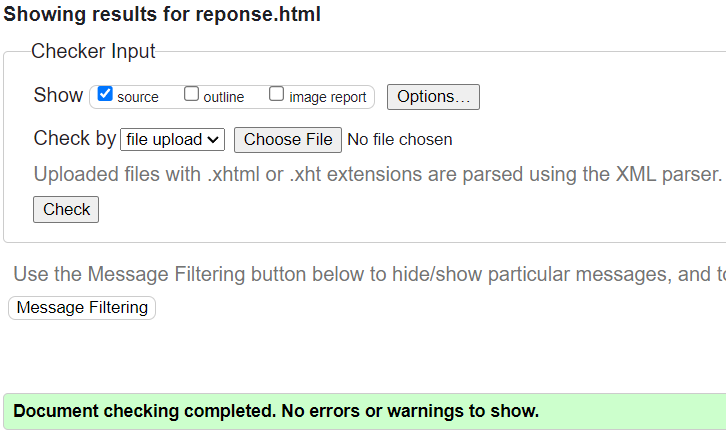 Showing results for reponse.html
Checker Input
Show source outline image report Options...
Check by file upload Choose File No file chosen
Uploaded files with .xhtml or .xht extensions are parsed using the XML parser.
Check
Use the Message Filtering button below to hide/show particular messages, and to
Message Filtering
Document checking completed. No errors or warnings to show.